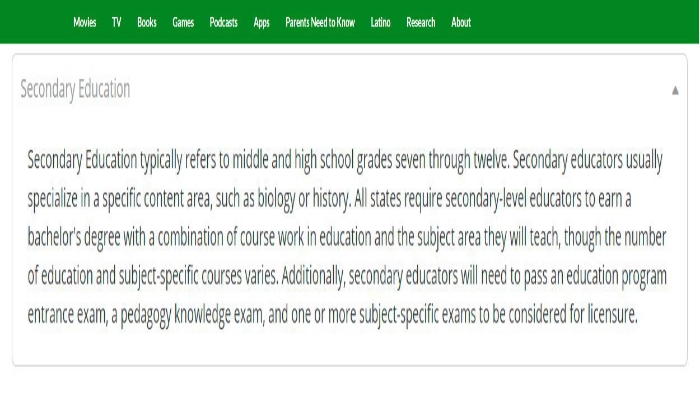 Movies TV Books Games Podcasts Apps Parents Need to Know Latino Research About
Secondary Education
Secondary Education typically refers to middle and high school grades seven through twelve. Secondary educators usually
specialize in a specific content area, such as biology or history. All states require secondary-level educators to earn a
bachelor's degree with a combination of course work in education and the subject area they will teach, though the number
of education and subject-specific courses varies. Additionally, secondary educators will need to pass an education program
entrance exam, a pedagogy knowledge exam, and one or more subject-specific exams to be considered for licensure.